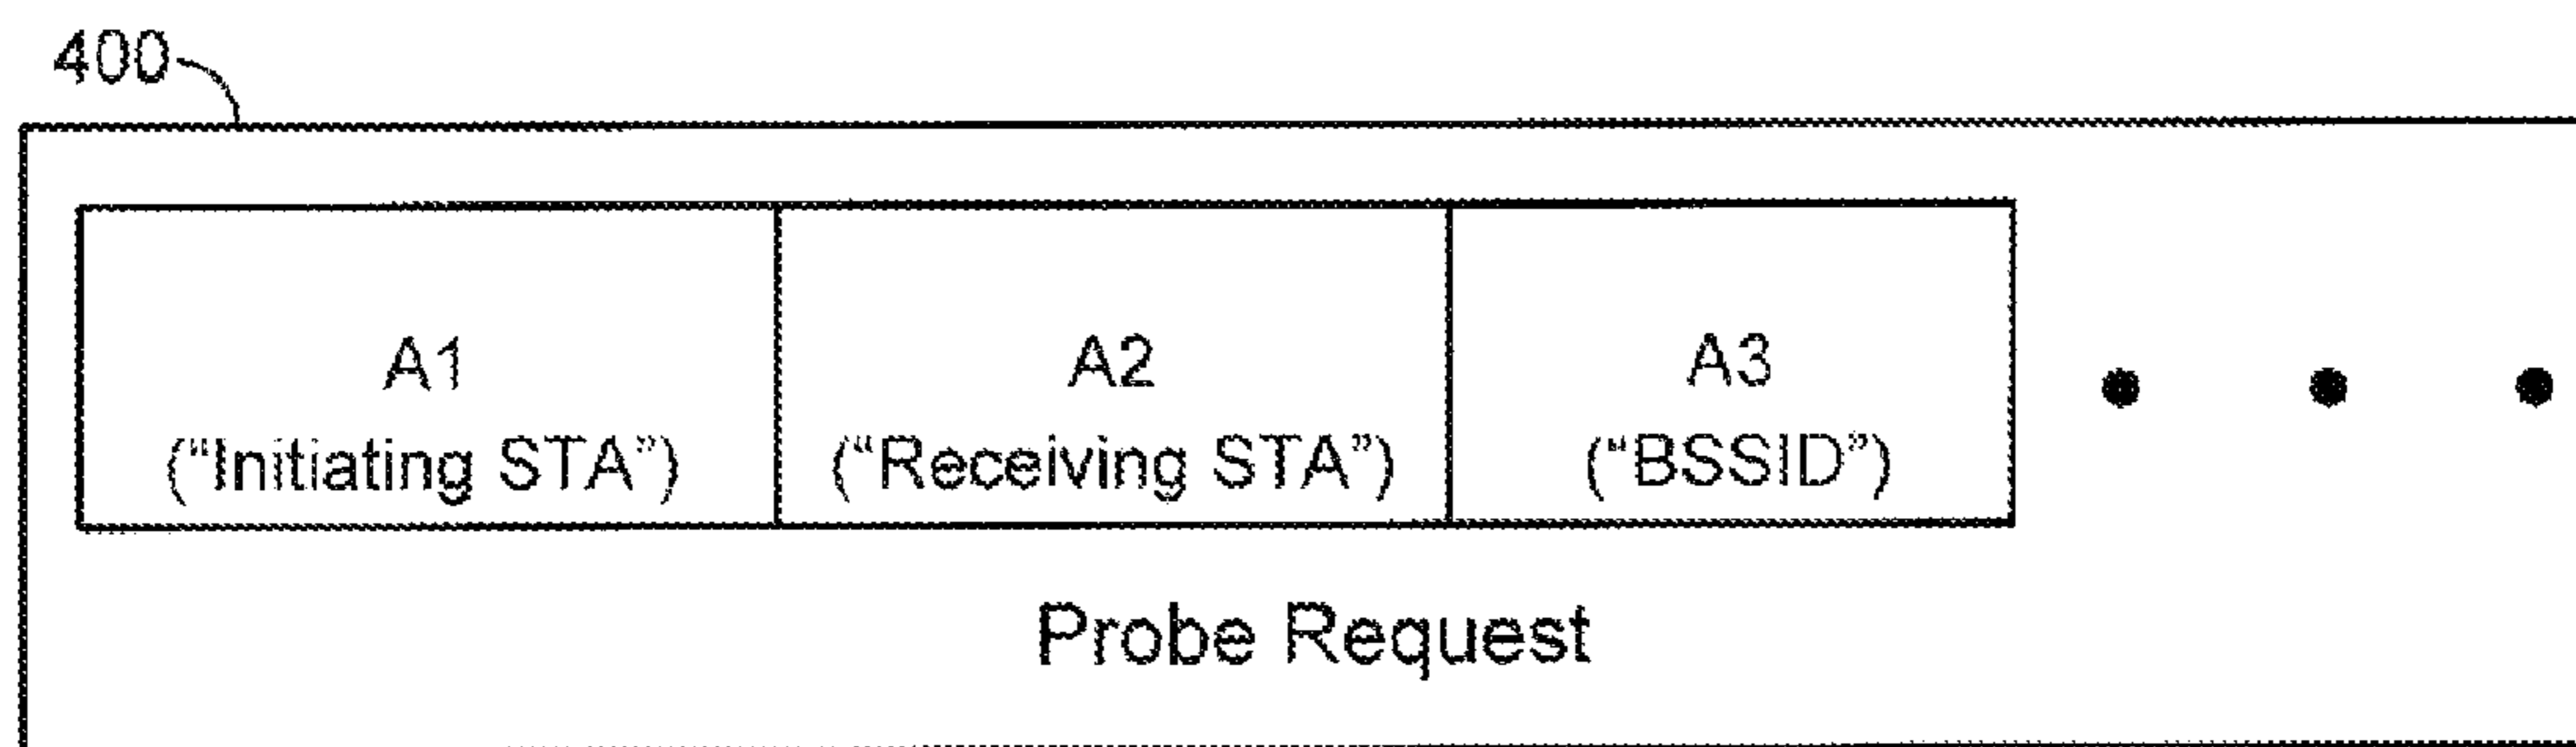 400
A1 A2 A3
(“Initiating STA”) (“Receiving STA”) (“BSSID”)
Probe Request